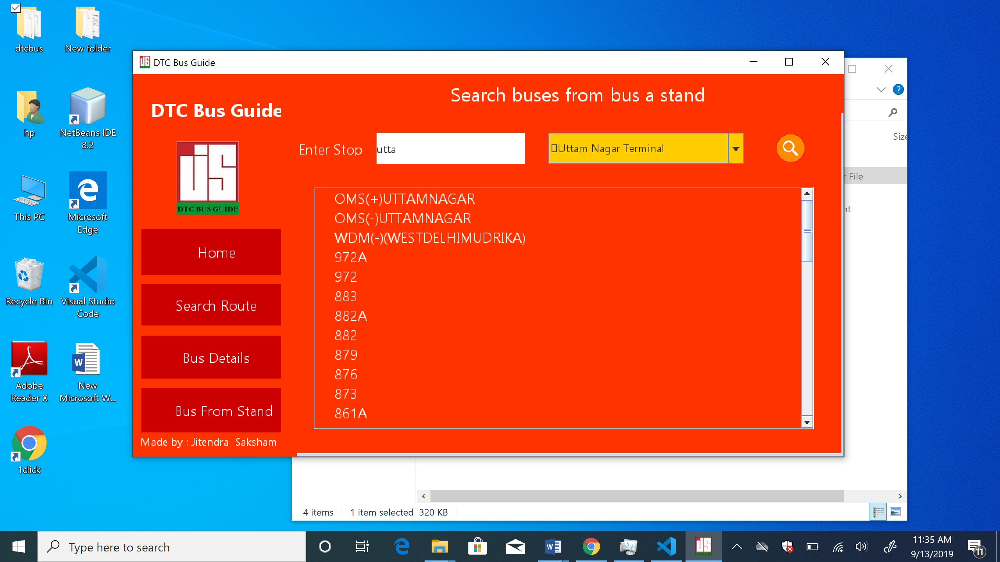 dtcbus
New folder
hp
NetBeans IDE
8.2
This PC
Microsoft
Edge
Recycle Bin
Visual Studio
Code
Adobe
Reader X
New
Microsoft W...
1click
DTC Bus Guide
DTC Bus Guide
DTC BUS GUIDE
Home
Search Route
Bus Details
Bus From Stand
Made by : Jitendra Saksham
Search buses from bus a stand
Enter Stop
utta
Uttam Nagar Terminal
OMS(+)UTTAMNAGAR
OMS(-)UTTAMNAGAR
WDM(-)(WESTDELHIMUDRIKA)
972A
972
883
882A
882
879
876
873
861A
Size
r File
nt
4 items
1 item selected 320 KB
Type here to search
11:35 AM
9/13/2019
11